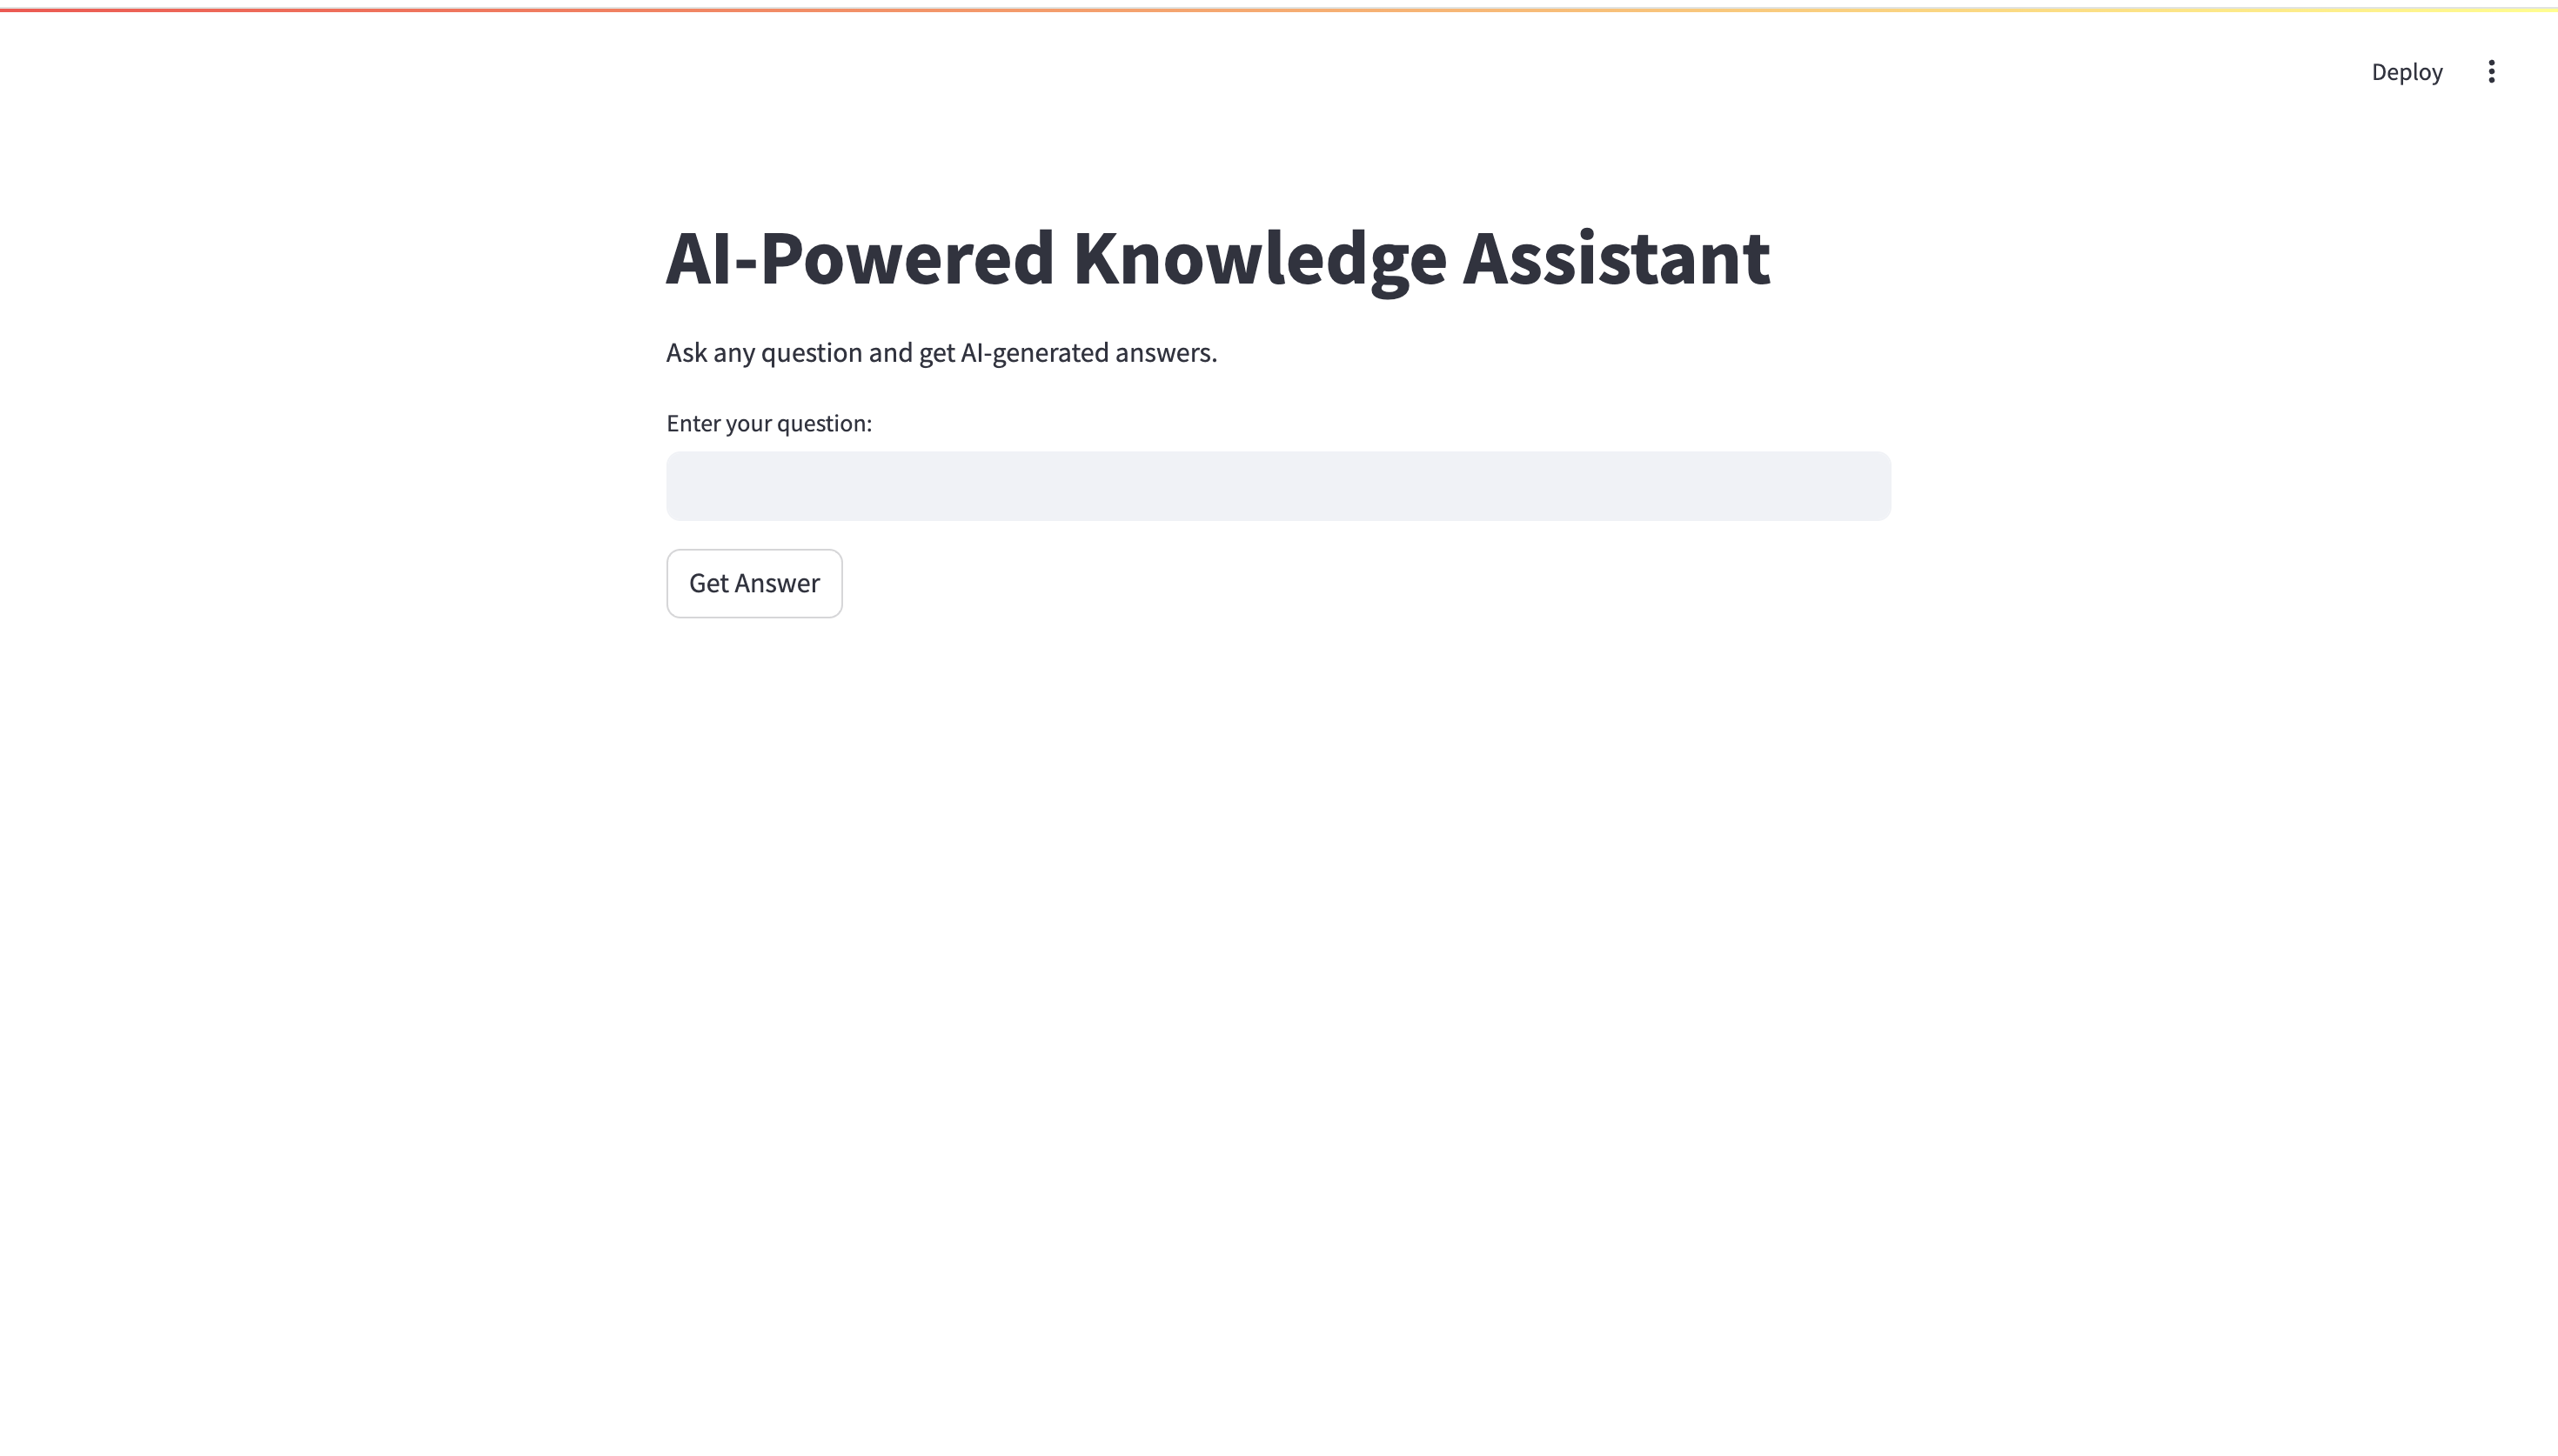 Deploy
AI-Powered Knowledge Assistant
Ask any question and get AI-generated answers.
Enter your question:
Get Answer